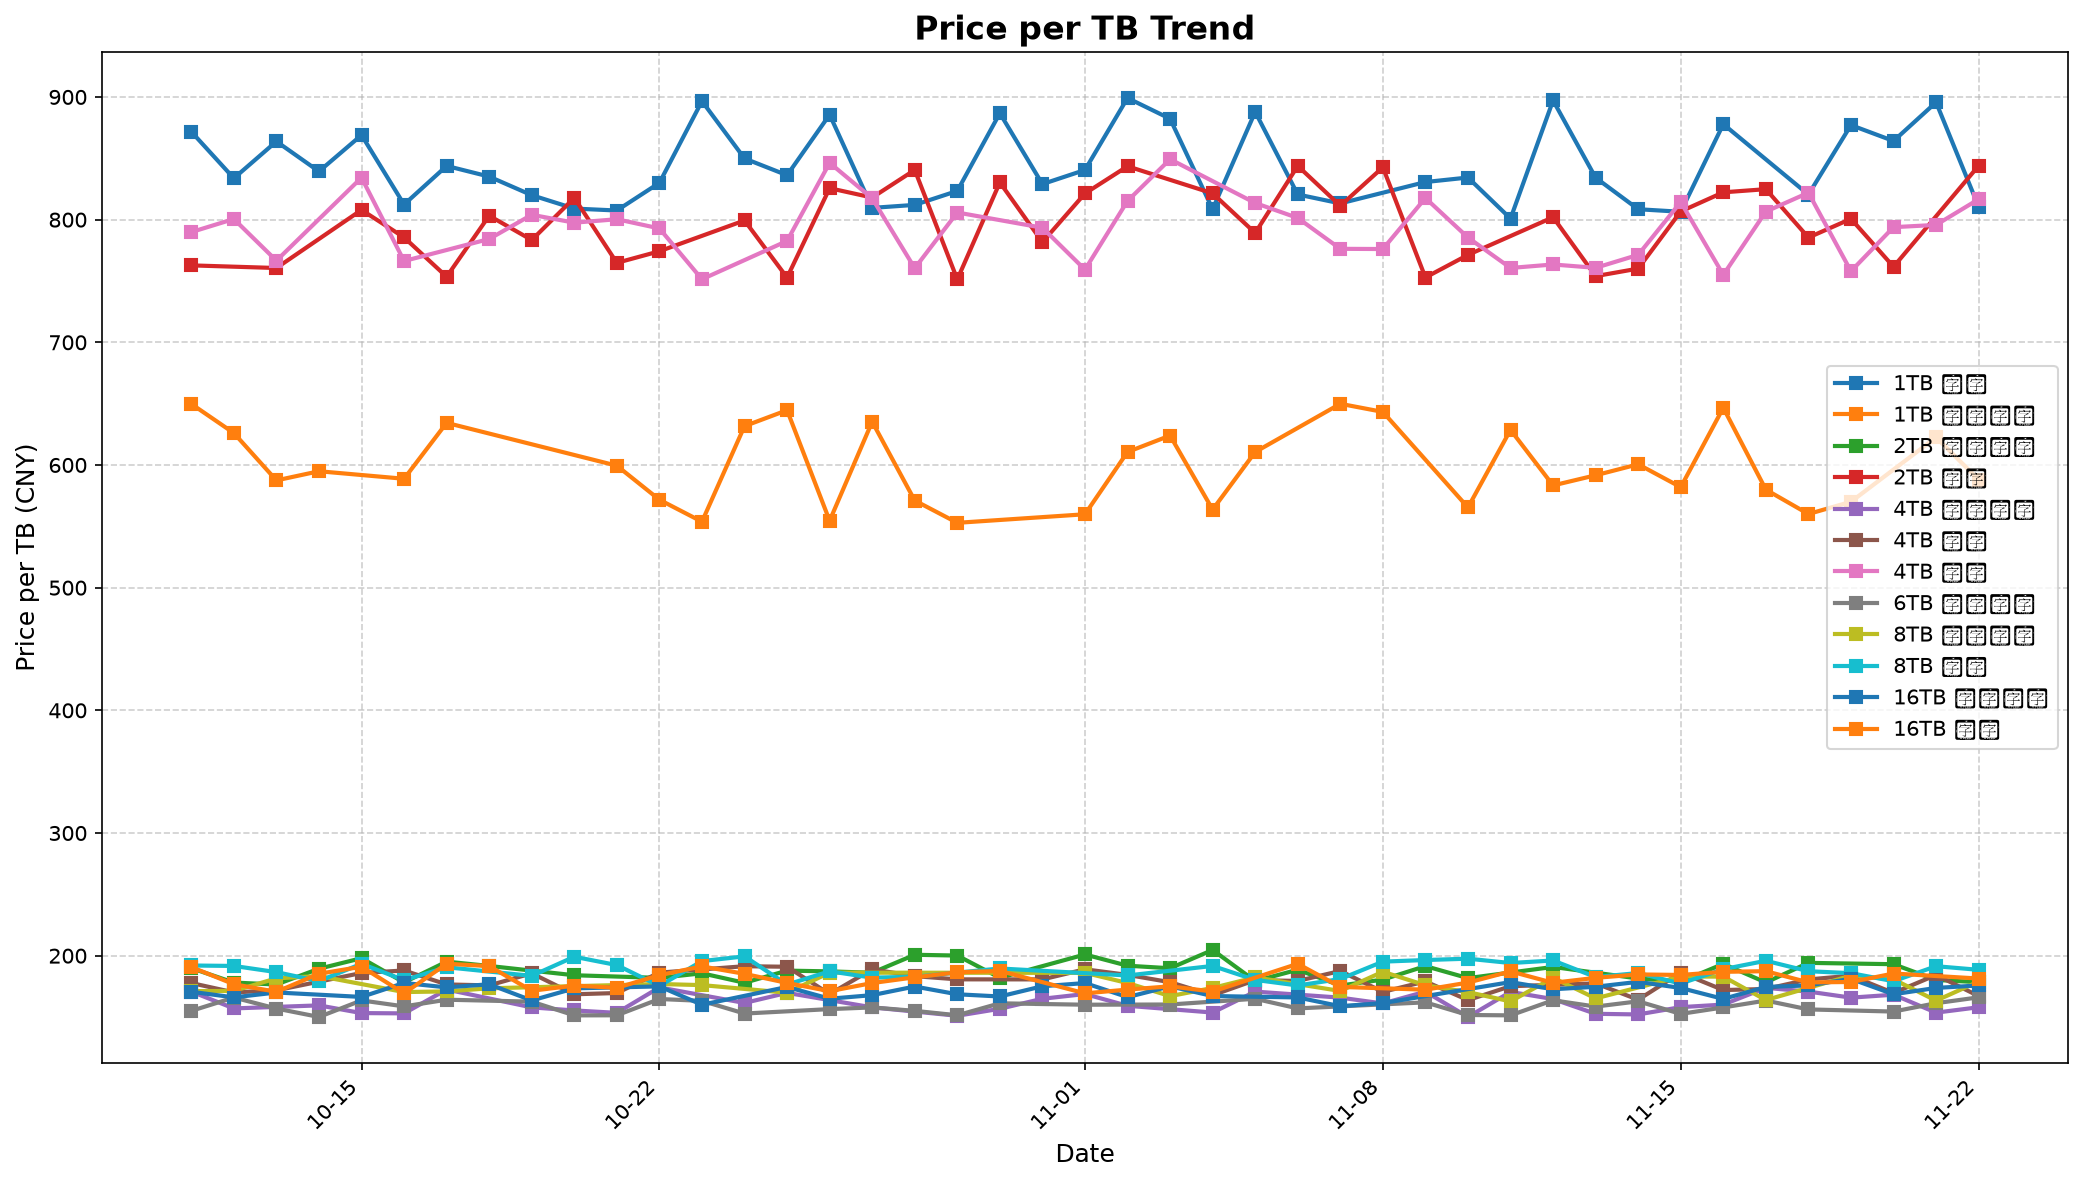 Price per TB Trend
Price per TB (CNY)
900
800
700
600
500
400
300
200
1TB
1TB
2TB
2TB
4TB
4TB
4TB
6TB
8TB
8TB
16TB
16TB
10-15
10-22
11-01
11-08
11-15
11-22
Date